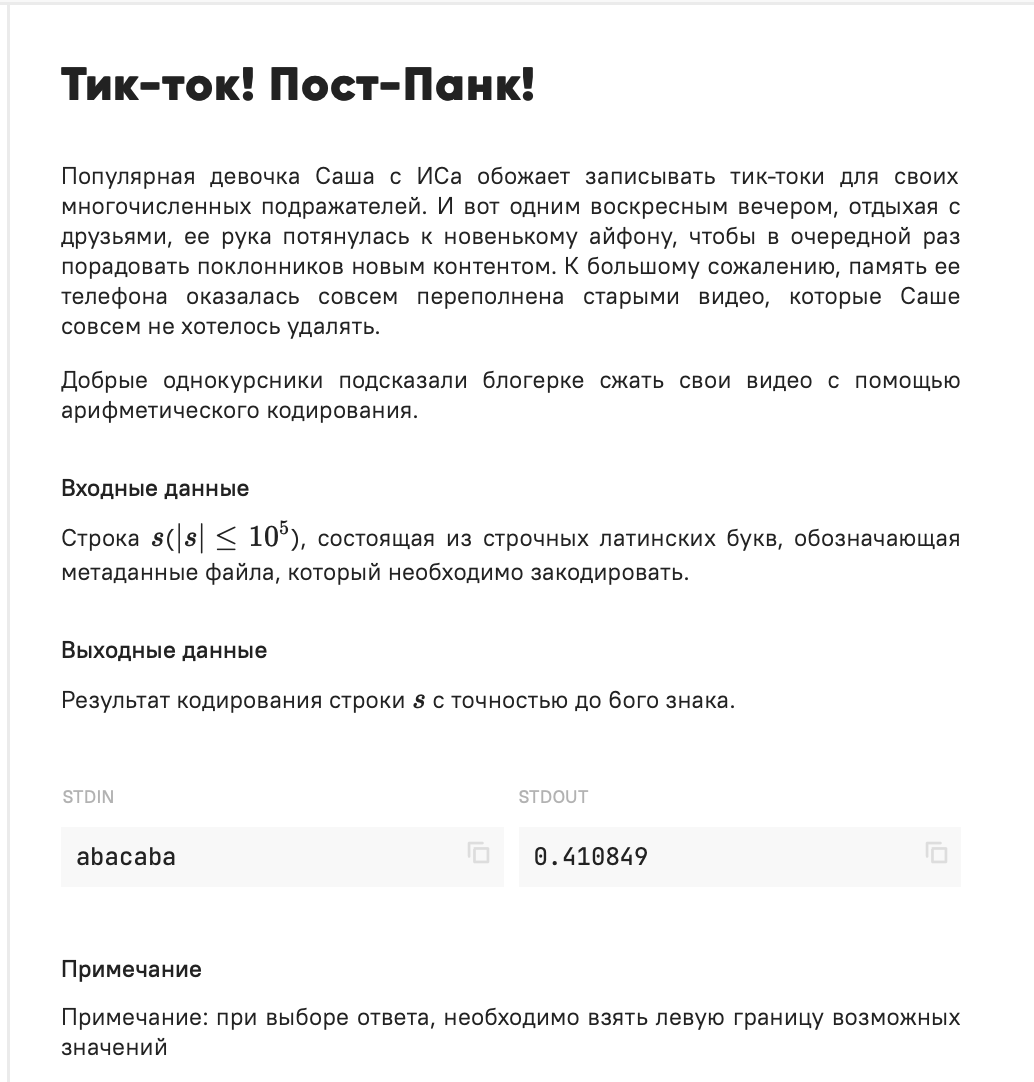 Тик-ток! Пост-Панк!
Популярная девочка Саша с ИСа обожает записывать тик-токи для своих
многочисленных подражателей. И вот одним воскресным вечером, отдыхая с
друзьями, ее рука потянулась к новенькому айфону, чтобы в очередной раз
порадовать поклонников новым контентом. К большому сожалению, память ее
телефона оказалась совсем переполнена старыми видео, которые Саше
совсем не хотелось удалять.
Добрые однокурсники подсказали блогерке сжать свои видео с помощью
арифметического кодирования.
Входные данные
Строка s(|s| ≤ 10⁵), состоящая из строчных латинских букв, обозначающая
метаданные файла, который необходимо закодировать.
Выходные данные
Результат кодирования строки s с точностью до 6ого знака.
STDIN STDOUT
abacaba 0.410849
Примечание
Примечание: при выборе ответа, необходимо взять левую границу возможных
значений